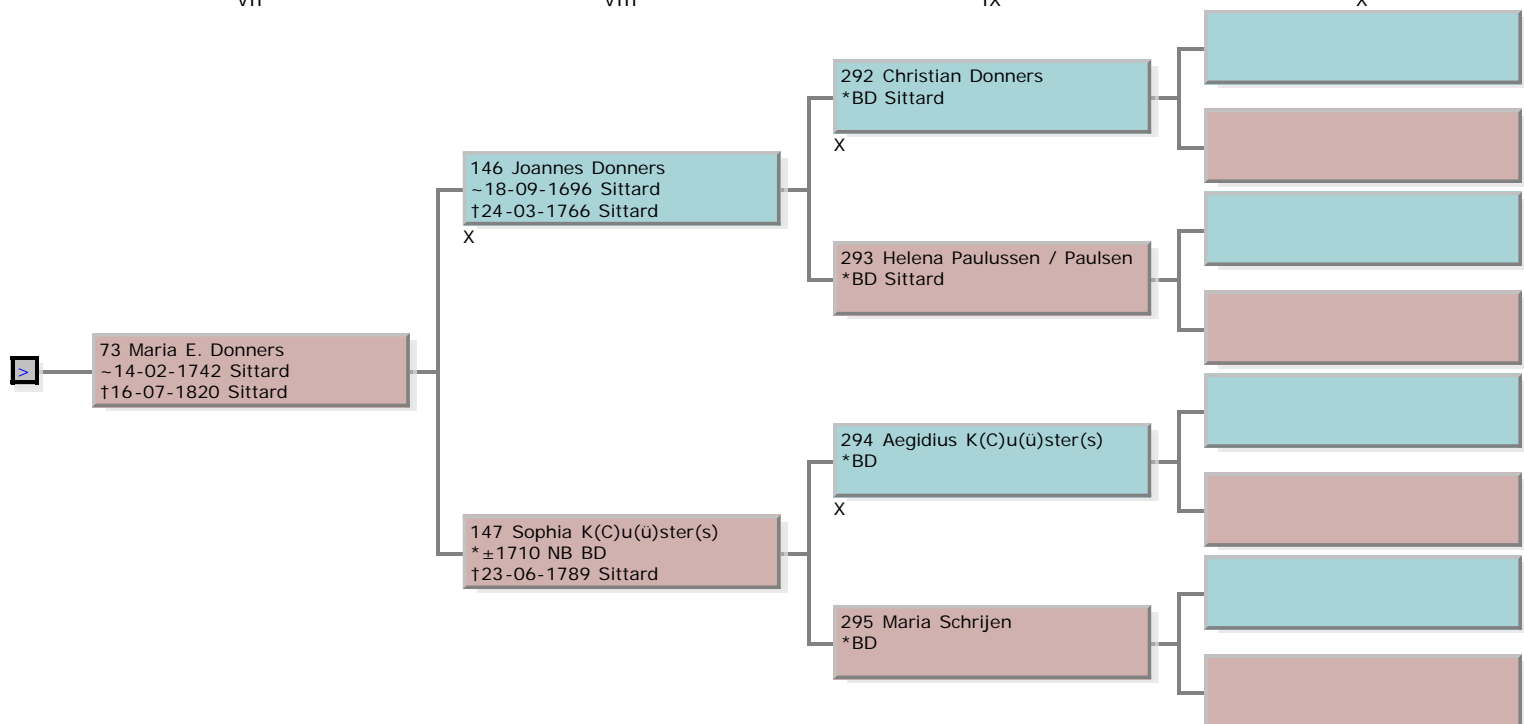 VII VIII IX X
292 Christian Donners
*BD Sittard
X
146 Joannes Donners
~18-09-1696 Sittard
†24-03-1766 Sittard
X
293 Helena Paulussen / Paulsen
*BD Sittard
73 Maria E. Donners
~14-02-1742 Sittard
†16-07-1820 Sittard
>
294 Aegidius K(C)u(ü)ster(s)
*BD
X
147 Sophia K(C)u(ü)ster(s)
*±1710 NB BD
†23-06-1789 Sittard
295 Maria Schrijen
*BD